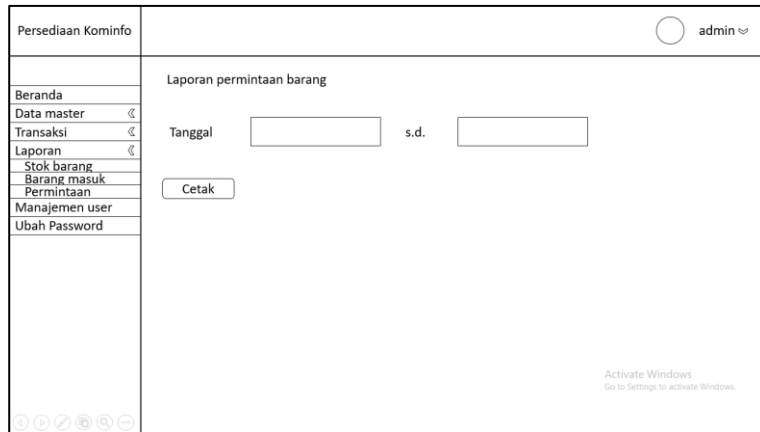 Persediaan Kominfo
admin
Laporan permintaan barang
Beranda
Data master
Transaksi
Laporan
Stok barang
Barang masuk
Permintaan
Manajemen user
Ubah Password
Tanggal
s.d.
Cetak
Activate Windows
Go to Settings to activate Windows.